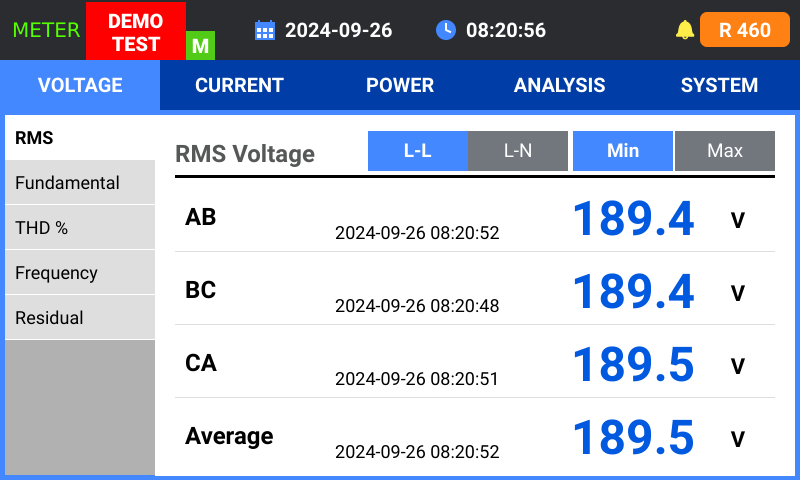 METER DEMO TEST M 2024-09-26 08:20:56 R 460
VOLTAGE CURRENT POWER ANALYSIS SYSTEM
RMS
Fundamental
THD %
Frequency
Residual
RMS Voltage L-L L-N Min Max
AB 2024-09-26 08:20:52 189.4 V
BC 2024-09-26 08:20:48 189.4 V
CA 2024-09-26 08:20:51 189.5 V
Average 2024-09-26 08:20:52 189.5 V